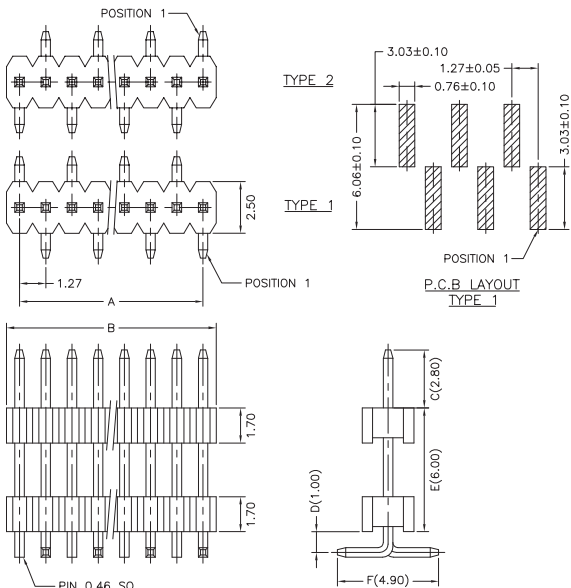 POSITION 1
TYPE 2
3.03±0.10
1.27±0.05
0.76±0.10
6.06±0.10
3.03±0.10
TYPE 1
2.50
POSITION 1
POSITION 1
1.27
A
P.C.B LAYOUT
TYPE 1
B
1.70
1.70
C(2.80)
E(6.00)
D(1.00)
F(4.90)
PIN 0.46 SQ